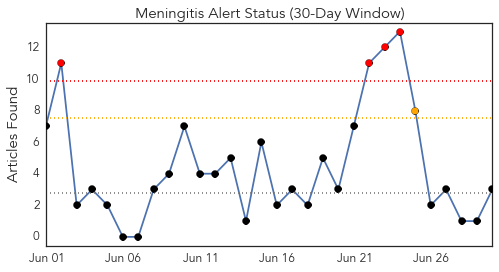 Meningitis Alert Status (30-Day Window)
Articles Found
12
10
8
6
4
2
0
Jun 01 Jun 06 Jun 11 Jun 16 Jun 21 Jun 26